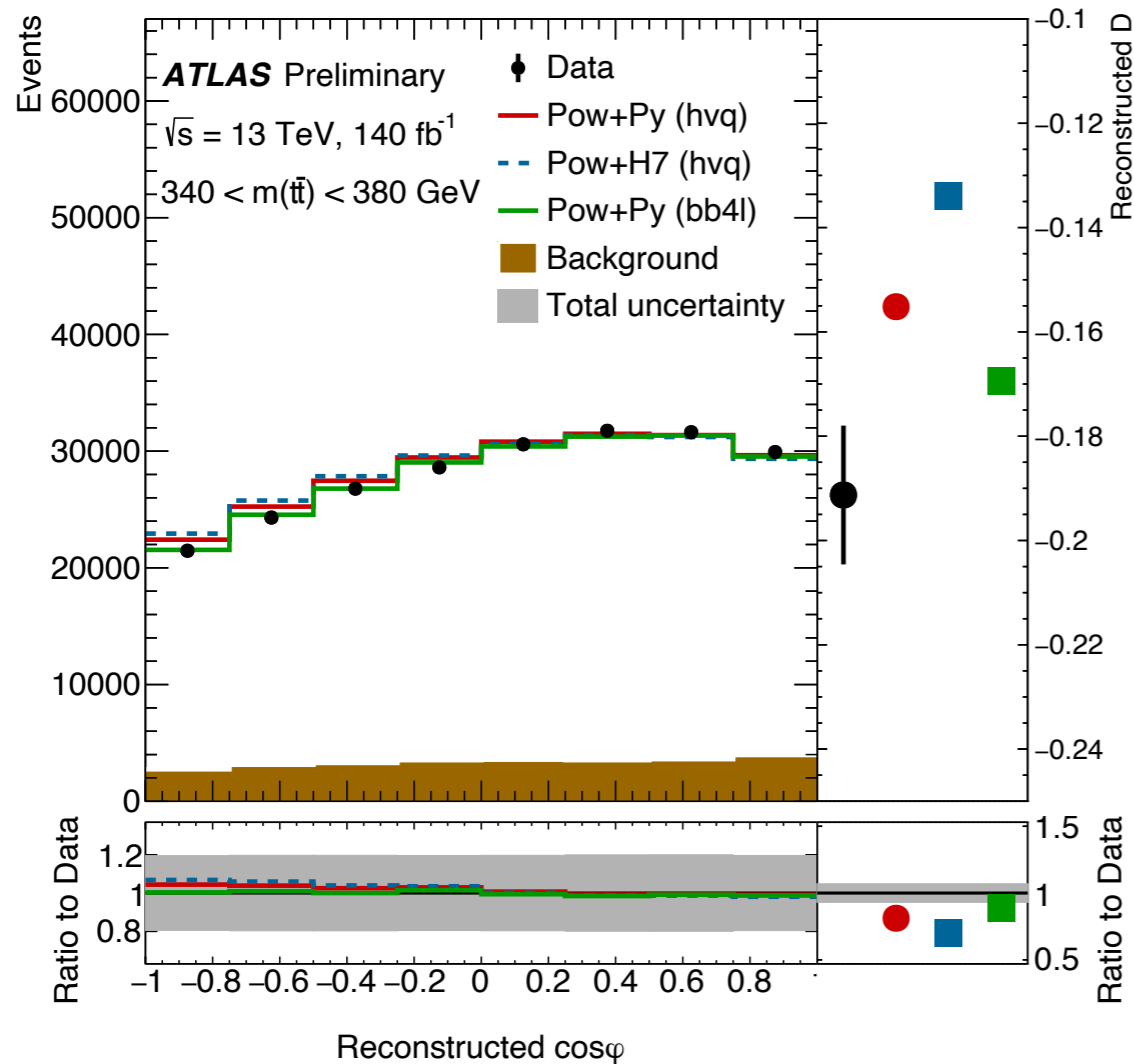 Events
60000
50000
40000
30000
20000
10000
0
ATLAS Preliminary
√s = 13 TeV, 140 fb⁻¹
340 < m(tt̄) < 380 GeV
Data
Pow+Py (hvq)
Pow+H7 (hvq)
Pow+Py (bb4l)
Background
Total uncertainty
−0.1
−0.12
−0.14
−0.16
−0.18
−0.2
−0.22
−0.24
Reconstructed D
Ratio to Data
1.2
1
0.8
−1 −0.8 −0.6 −0.4 −0.2 0 0.2 0.4 0.6 0.8
Reconstructed cosφ
1.5
1
0.5
Ratio to Data